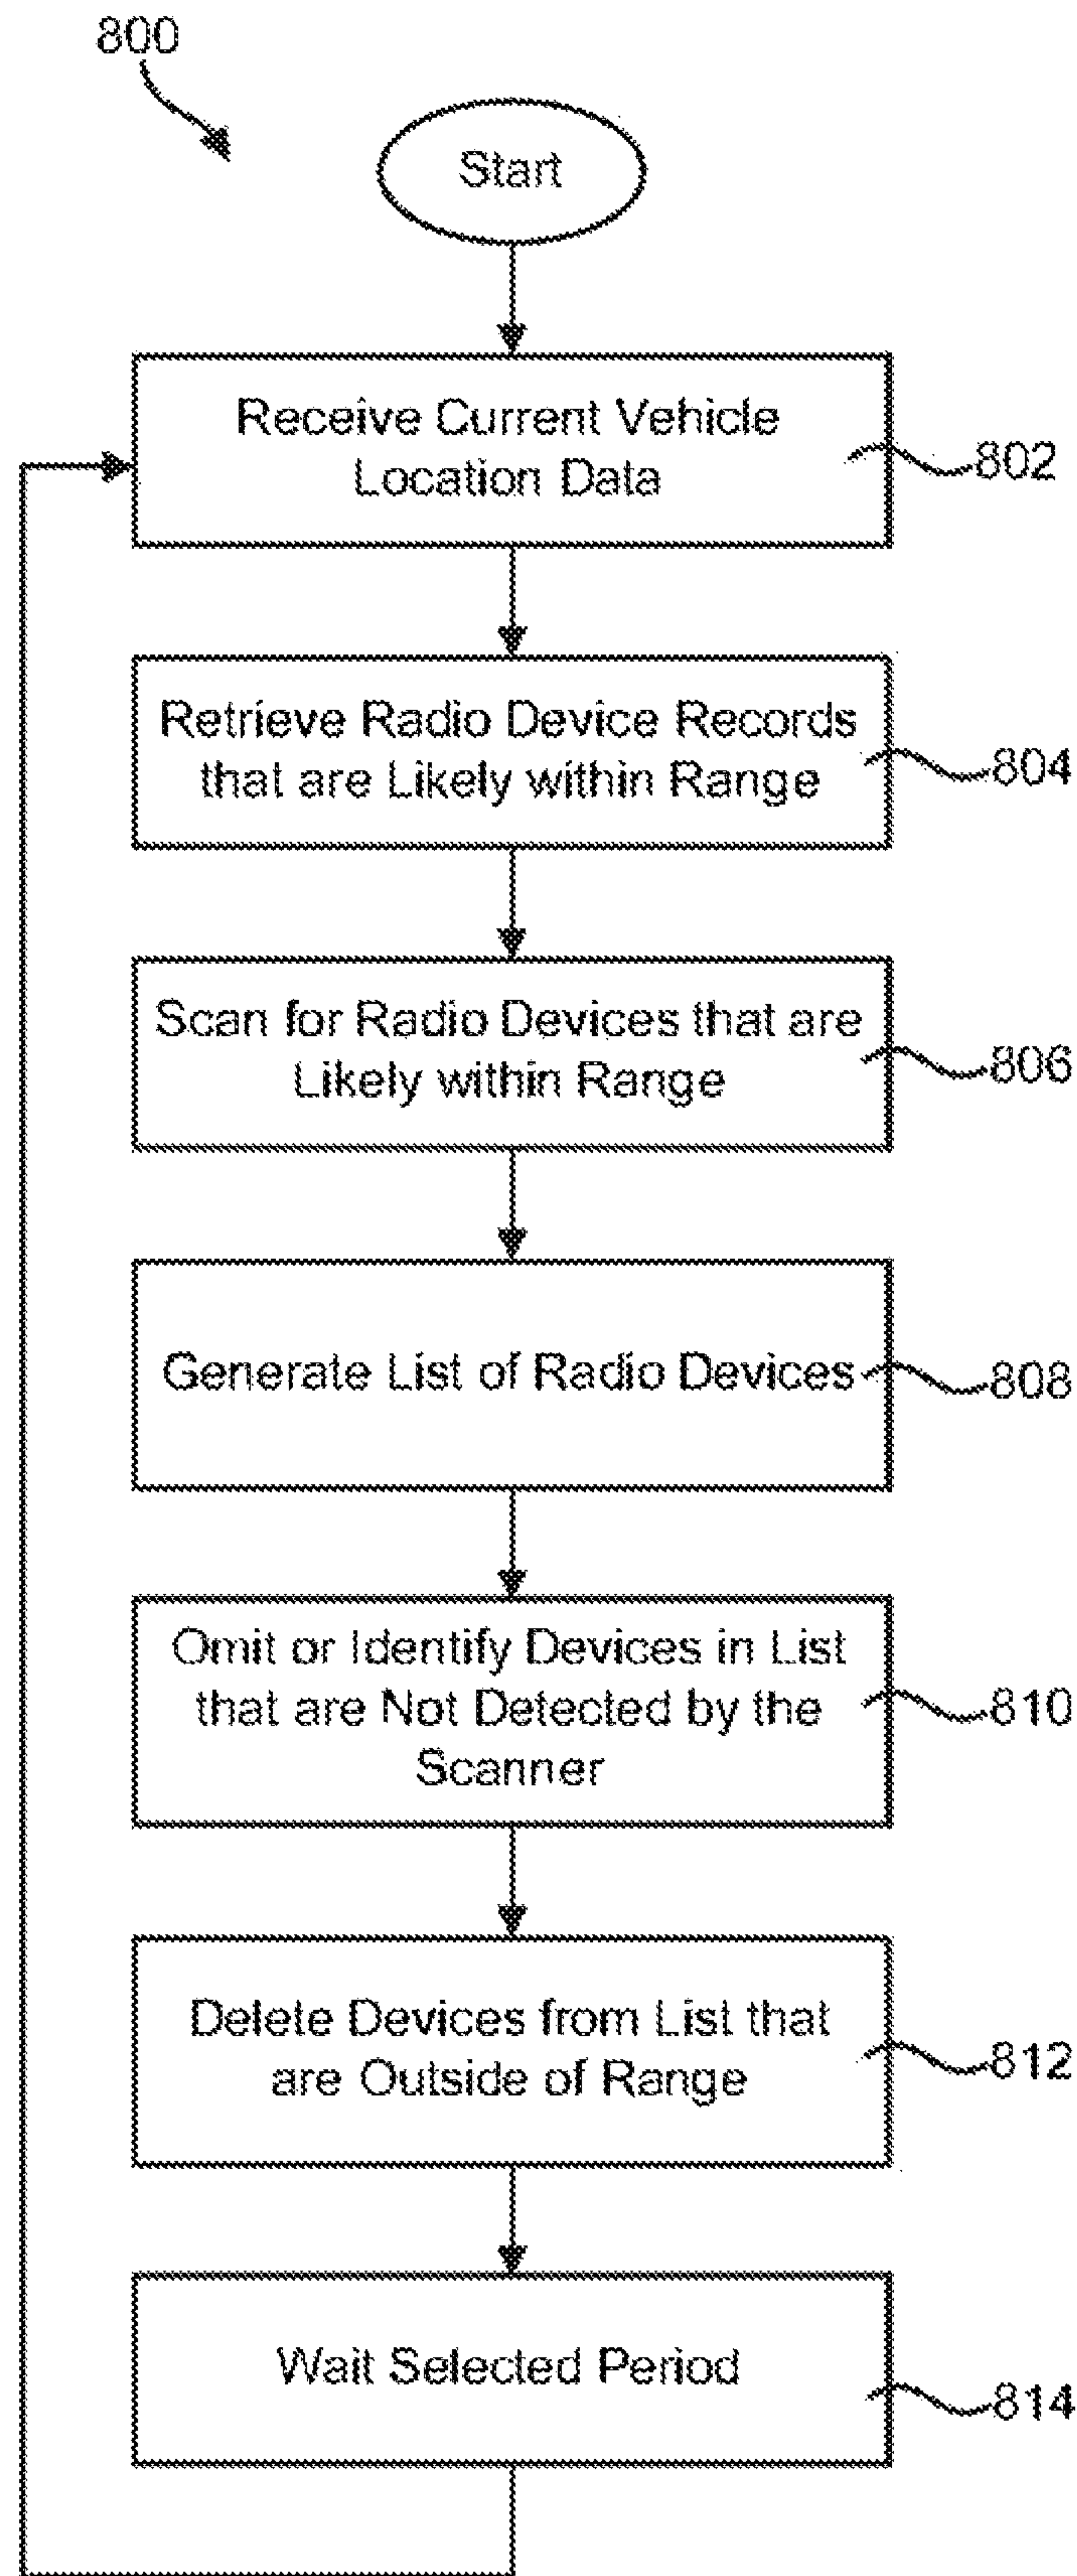 800
Start
Receive Current Vehicle
Location Data
802
Retrieve Radio Device Records
that are Likely within Range
804
Scan for Radio Devices that are
Likely within Range
806
Generate List of Radio Devices
808
Omit or Identify Devices in List
that are Not Detected by the
Scanner
810
Delete Devices from List that
are Outside of Range
812
Wait Selected Period
814